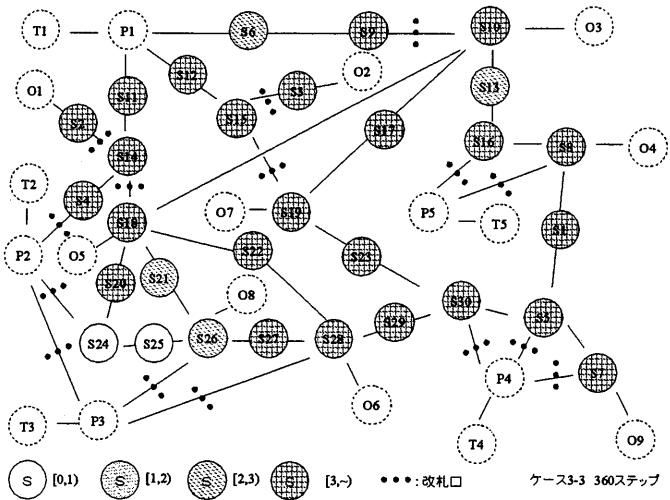 T1 P1 S6 S9 S10 O3
O1 S11 S12 S3 O2 S13
S2 S15 S17 S16 S8 O4
T2 S14
S4 P5 T5
P2 O5 S18 O7 S19 S1
S22 S23
S20 S21 O8
S30 S5
S24 S25 S26 S27 S28 S29
P4 S7
T3 P3 O6
T4 O9
S [0,1) S [1,2) S [2,3) S [3,~) :改札口 ケース3-3 360ステップ